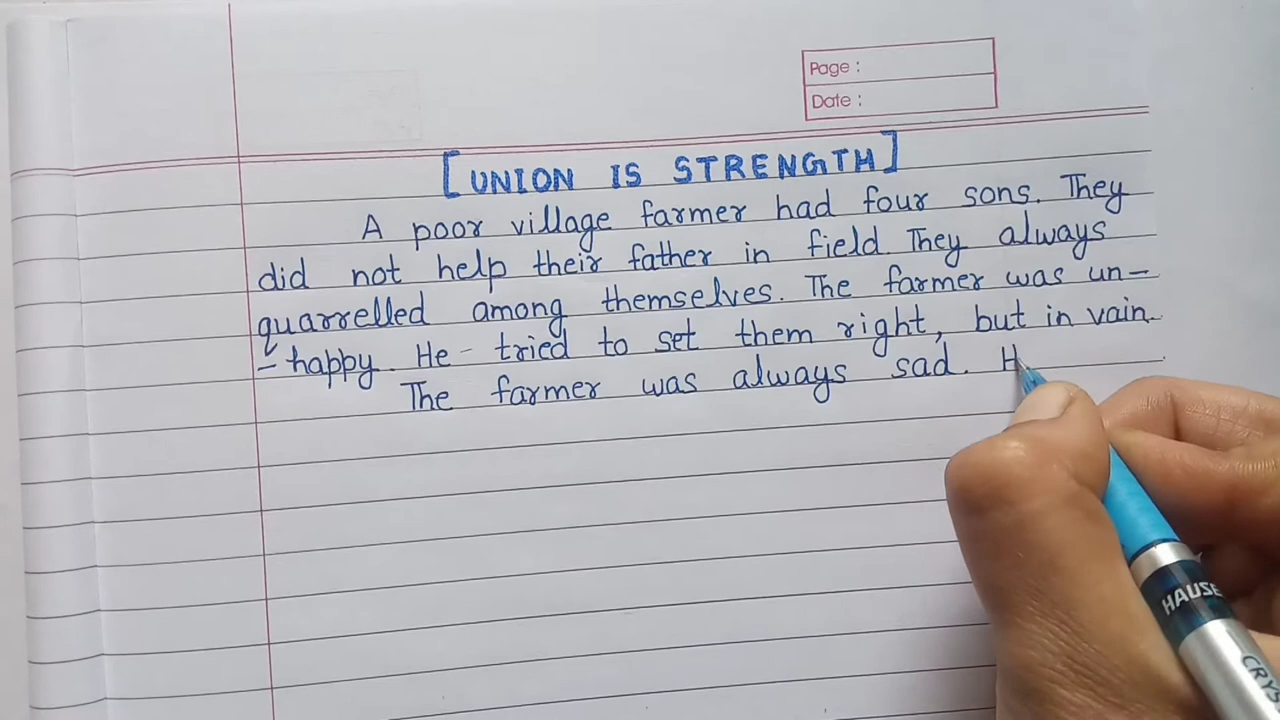 Page :
Date :
[UNION IS STRENGTH]
A poor village farmer had four sons. They
did not help their father in field. They always
quarrelled among themselves. The farmer was un-
-happy. He tried to set them right, but in vain.
The farmer was always sad. H
HAUSE
CRYS